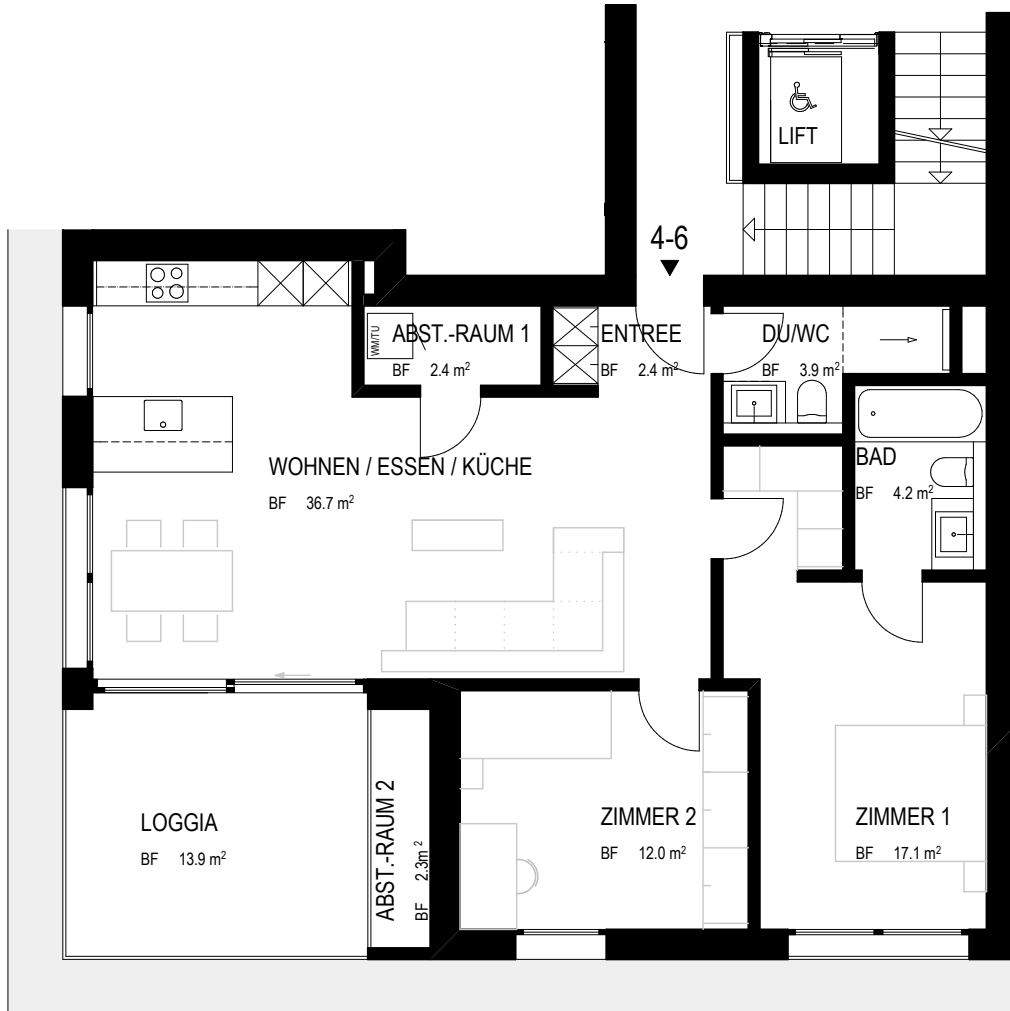 LIFT
4-6
ABST.-RAUM 1
BF 2.4 m²
WM/TU
ENTREE
BF 2.4 m²
DU/WC
BF 3.9 m²
WOHNEN / ESSEN / KÜCHE
BF 36.7 m²
BAD
BF 4.2 m²
LOGGIA
BF 13.9 m²
ABST.-RAUM 2
BF 2.3m²
ZIMMER 2
BF 12.0 m²
ZIMMER 1
BF 17.1 m²